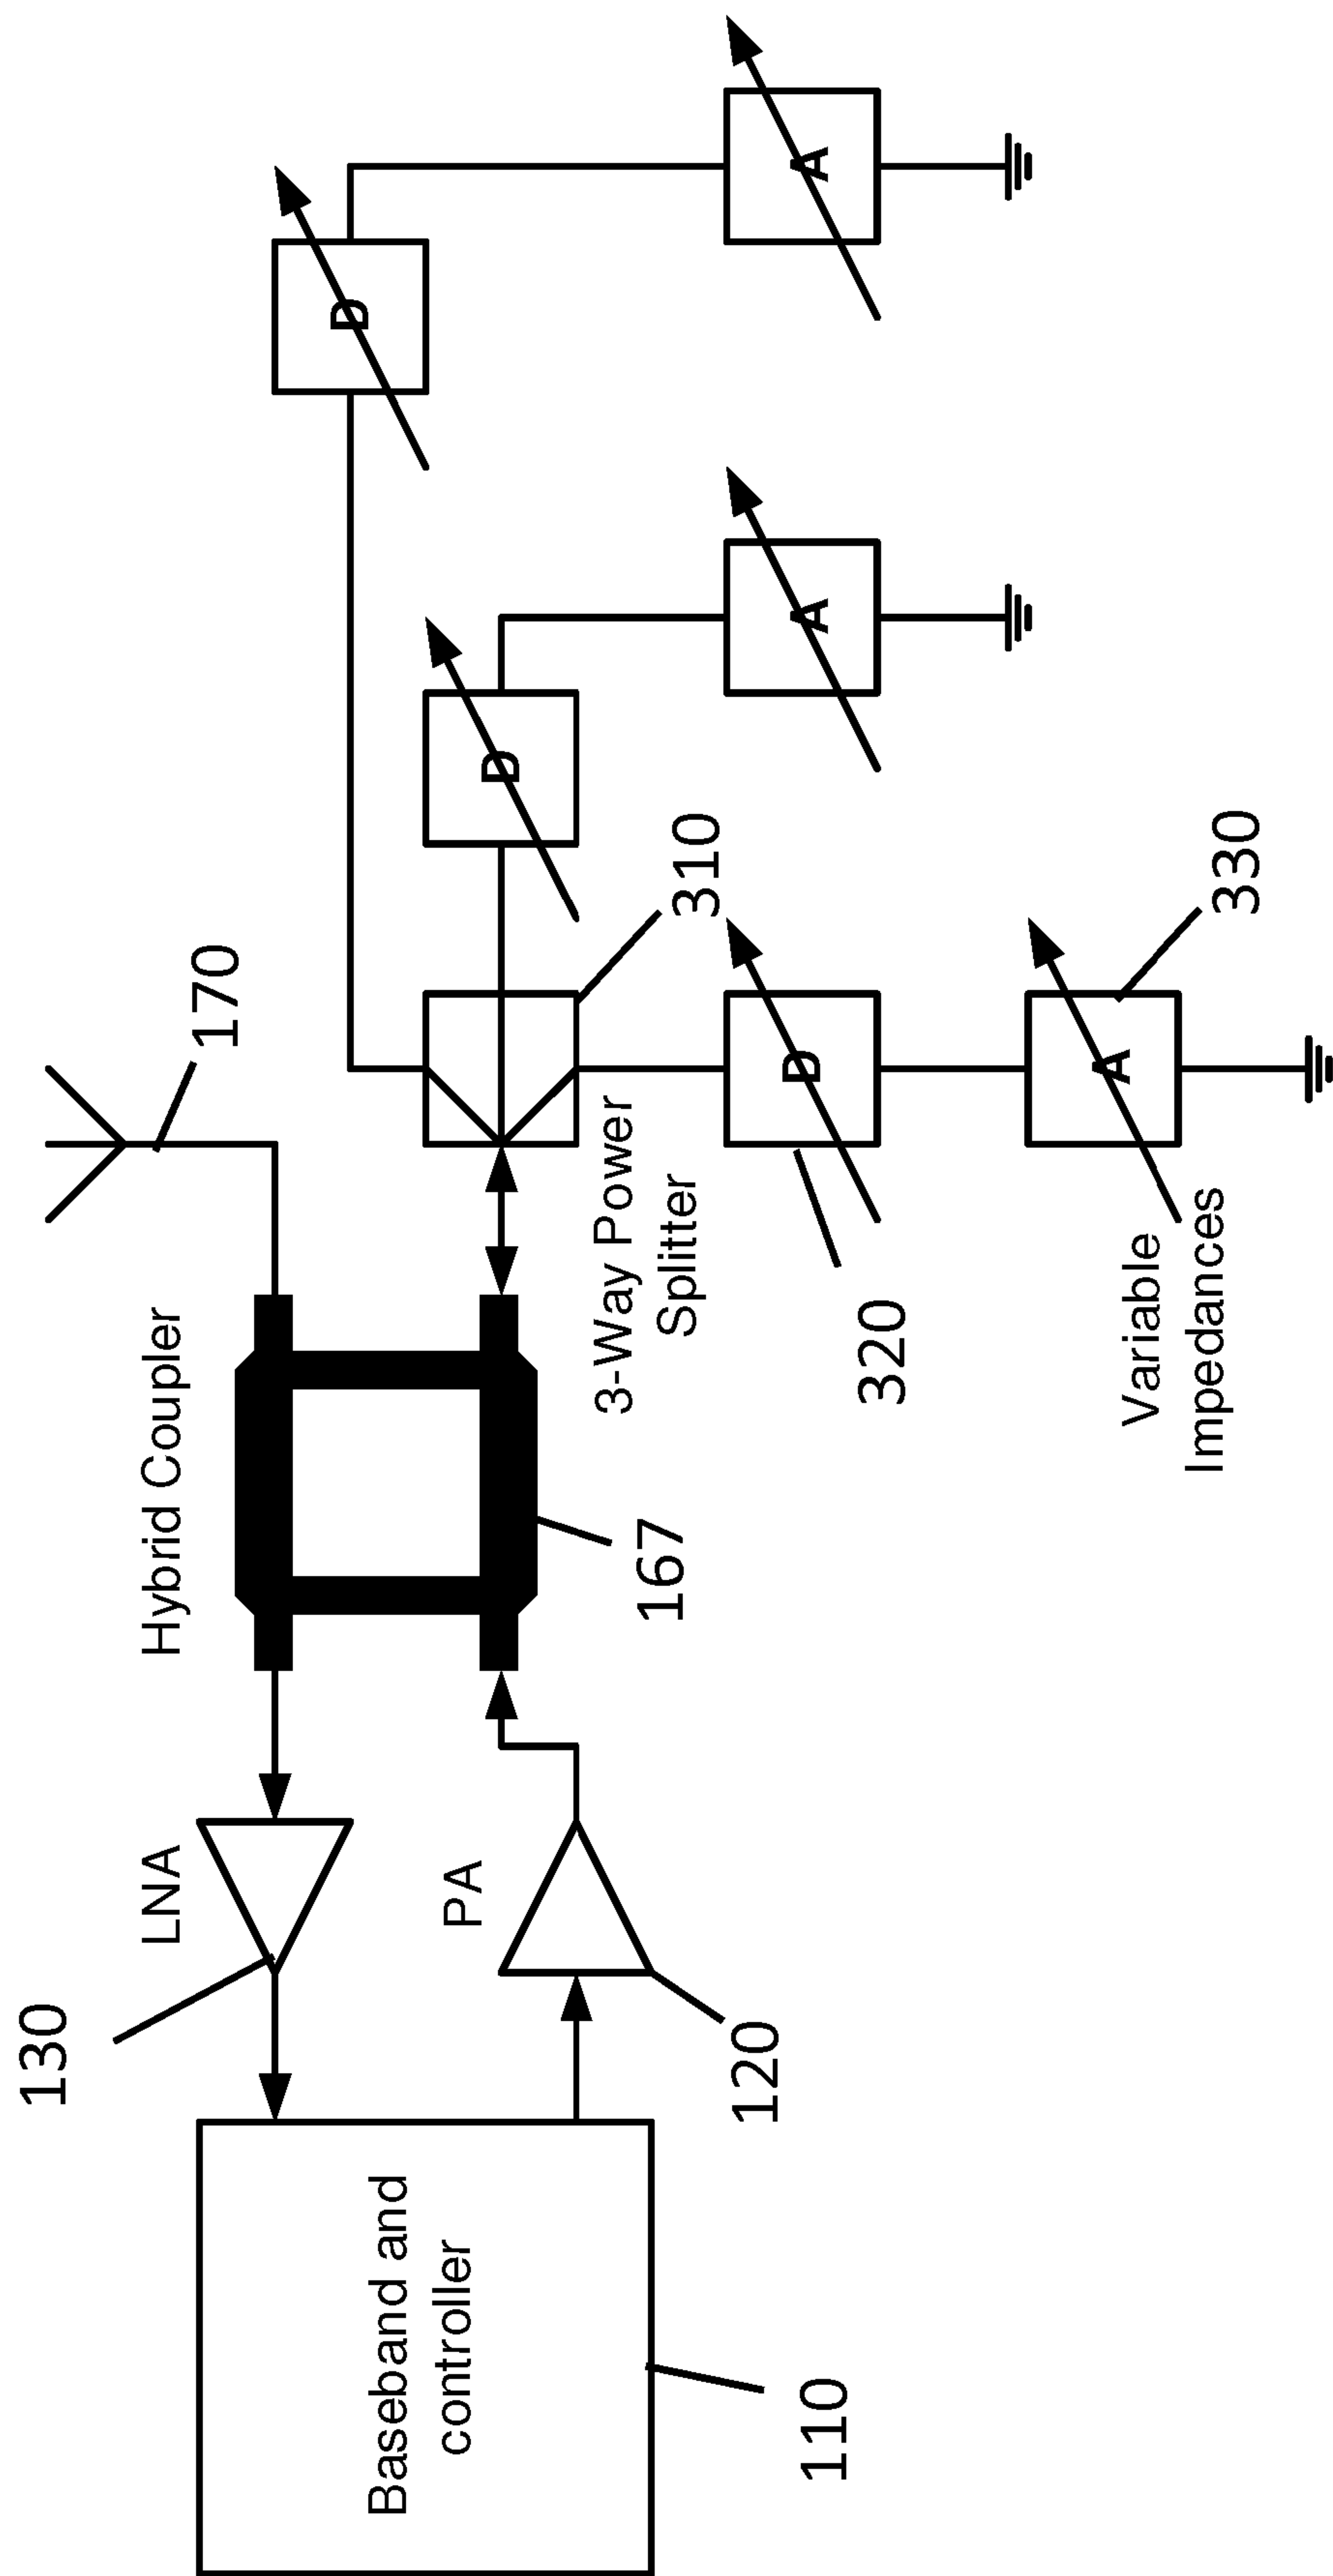 130
LNA
Hybrid Coupler
170
Baseband and
controller
PA
110
120
167
3-Way Power
Splitter
310
D
D
D
320
A
A
A
330
Variable
Impedances